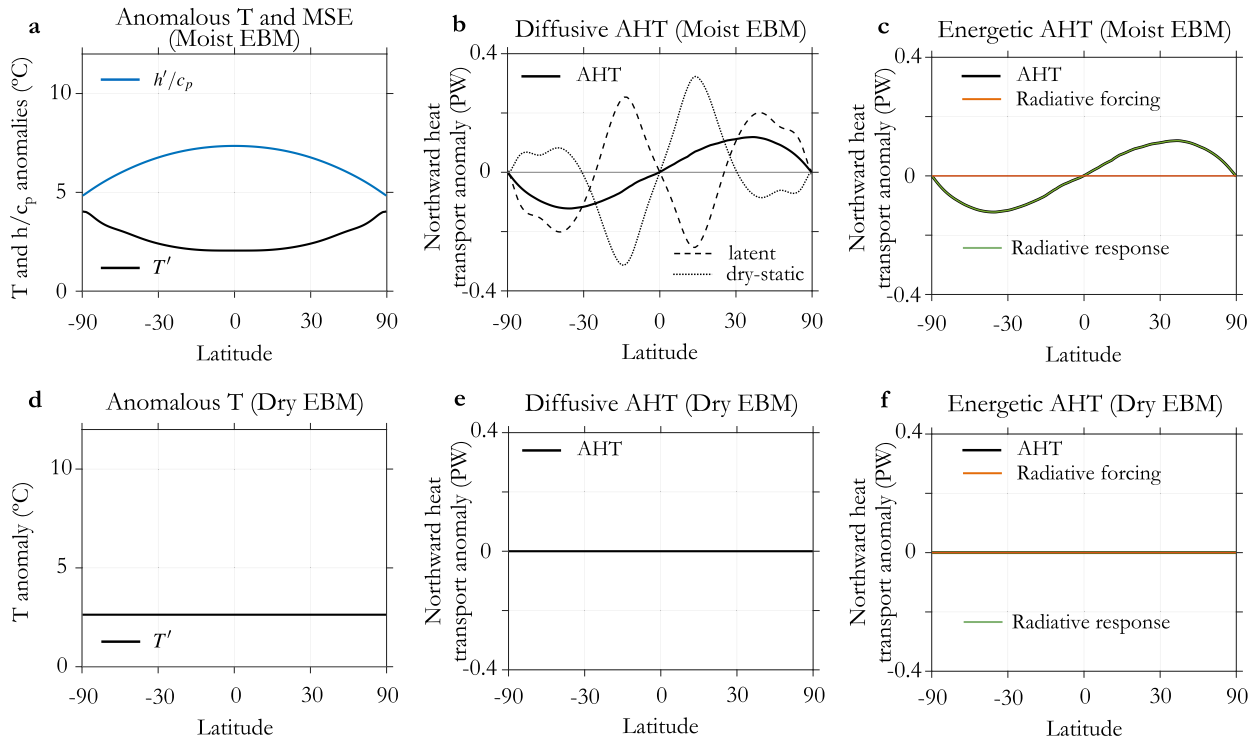 a
Anomalous T and MSE
(Moist EBM)
T and h/cp anomalies (ºC)
10
5
0
h′/cp
T′
-90
-30
0
30
90
Latitude
b
Diffusive AHT (Moist EBM)
Northward heat
transport anomaly (PW)
0.4
0
-0.4
AHT
latent
dry-static
-90
-30
0
30
90
Latitude
c
Energetic AHT (Moist EBM)
Northward heat
transport anomaly (PW)
0.4
0
-0.4
AHT
Radiative forcing
Radiative response
-90
-30
0
30
90
Latitude
d
Anomalous T (Dry EBM)
T anomaly (ºC)
10
5
0
T′
-90
-30
0
30
90
Latitude
e
Diffusive AHT (Dry EBM)
Northward heat
transport anomaly (PW)
0.4
0
-0.4
AHT
-90
-30
0
30
90
Latitude
f
Energetic AHT (Dry EBM)
Northward heat
transport anomaly (PW)
0.4
0
-0.4
AHT
Radiative forcing
Radiative response
-90
-30
0
30
90
Latitude